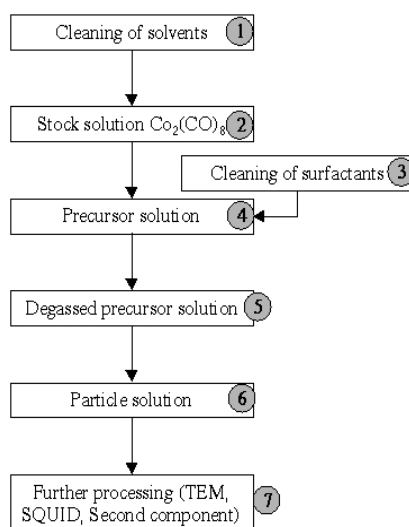 Cleaning of solvents 1
Stock solution Co₂(CO)₈ 2
Cleaning of surfactants 3
Precursor solution 4
Degassed precursor solution 5
Particle solution 6
Further processing (TEM,
SQUID, Second component) 7